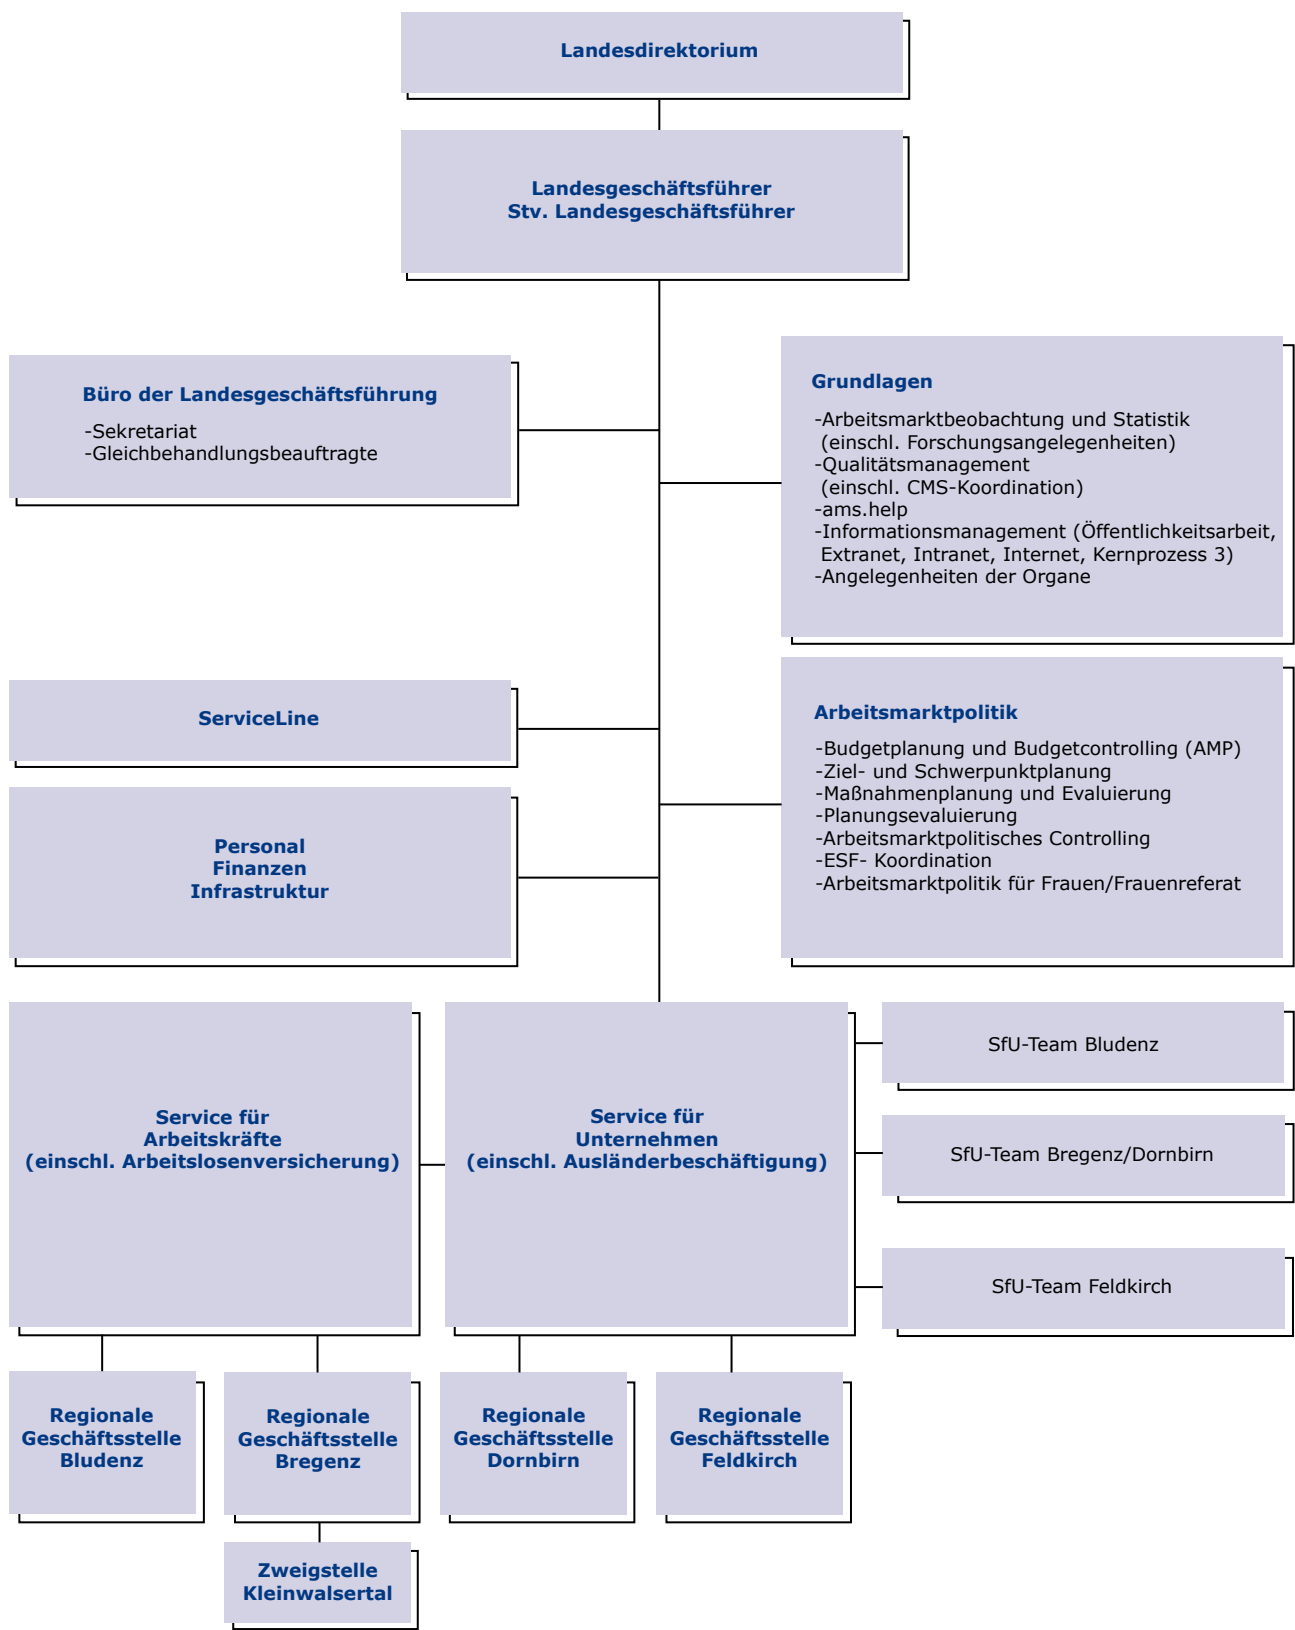 Landesdirektorium
Landesgeschäftsführer
Stv. Landesgeschäftsführer
Büro der Landesgeschäftsführung
-Sekretariat
-Gleichbehandlungsbeauftragte
Grundlagen
-Arbeitsmarktbeobachtung und Statistik
(einschl. Forschungsangelegenheiten)
-Qualitätsmanagement
(einschl. CMS-Koordination)
-ams.help
-Informationsmanagement (Öffentlichkeitsarbeit,
Extranet, Intranet, Internet, Kernprozess 3)
-Angelegenheiten der Organe
ServiceLine
Personal
Finanzen
Infrastruktur
Arbeitsmarktpolitik
-Budgetplanung und Budgetcontrolling (AMP)
-Ziel- und Schwerpunktplanung
-Maßnahmenplanung und Evaluierung
-Planungsevaluierung
-Arbeitsmarktpolitisches Controlling
-ESF- Koordination
-Arbeitsmarktpolitik für Frauen/Frauenreferat
Service für
Arbeitskräfte
(einschl. Arbeitslosenversicherung)
Service für
Unternehmen
(einschl. Ausländerbeschäftigung)
SfU-Team Bludenz
SfU-Team Bregenz/Dornbirn
SfU-Team Feldkirch
Regionale
Geschäftsstelle
Bludenz
Regionale
Geschäftsstelle
Bregenz
Regionale
Geschäftsstelle
Dornbirn
Regionale
Geschäftsstelle
Feldkirch
Zweigstelle
Kleinwalsertal